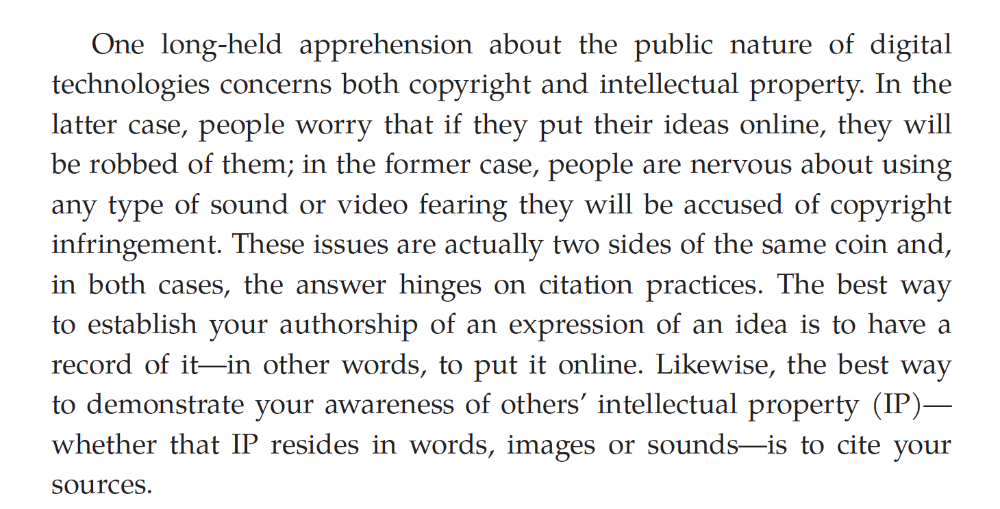 One long-held apprehension about the public nature of digital
technologies concerns both copyright and intellectual property. In the
latter case, people worry that if they put their ideas online, they will
be robbed of them; in the former case, people are nervous about using
any type of sound or video fearing they will be accused of copyright
infringement. These issues are actually two sides of the same coin and,
in both cases, the answer hinges on citation practices. The best way
to establish your authorship of an expression of an idea is to have a
record of it—in other words, to put it online. Likewise, the best way
to demonstrate your awareness of others’ intellectual property (IP)—
whether that IP resides in words, images or sounds—is to cite your
sources.